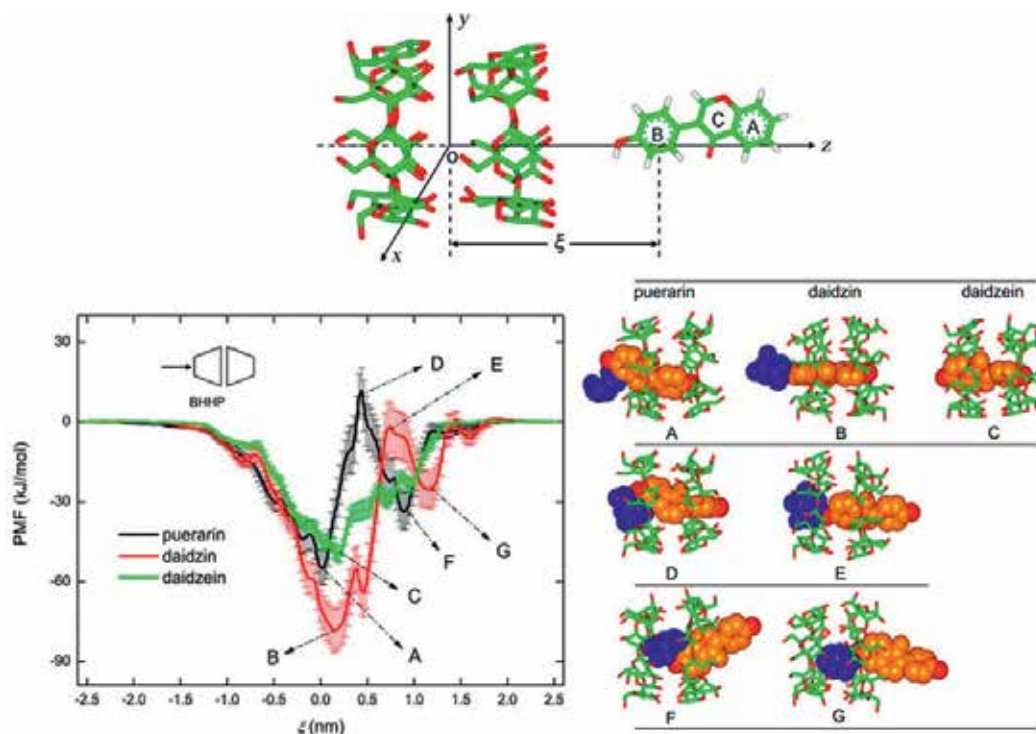 y
B
C
A
O
z
ξ
x
puerarin
daidzin
daidzein
30
0
-30
-60
-90
PMF (kJ/mol)
BHHP
D
E
puerarin
daidzin
daidzein
F
G
C
B
A
-2.5 -2.0 -1.5 -1.0 -0.5 0.0 0.5 1.0 1.5 2.0 2.5
ξ (nm)
A
B
C
D
E
F
G